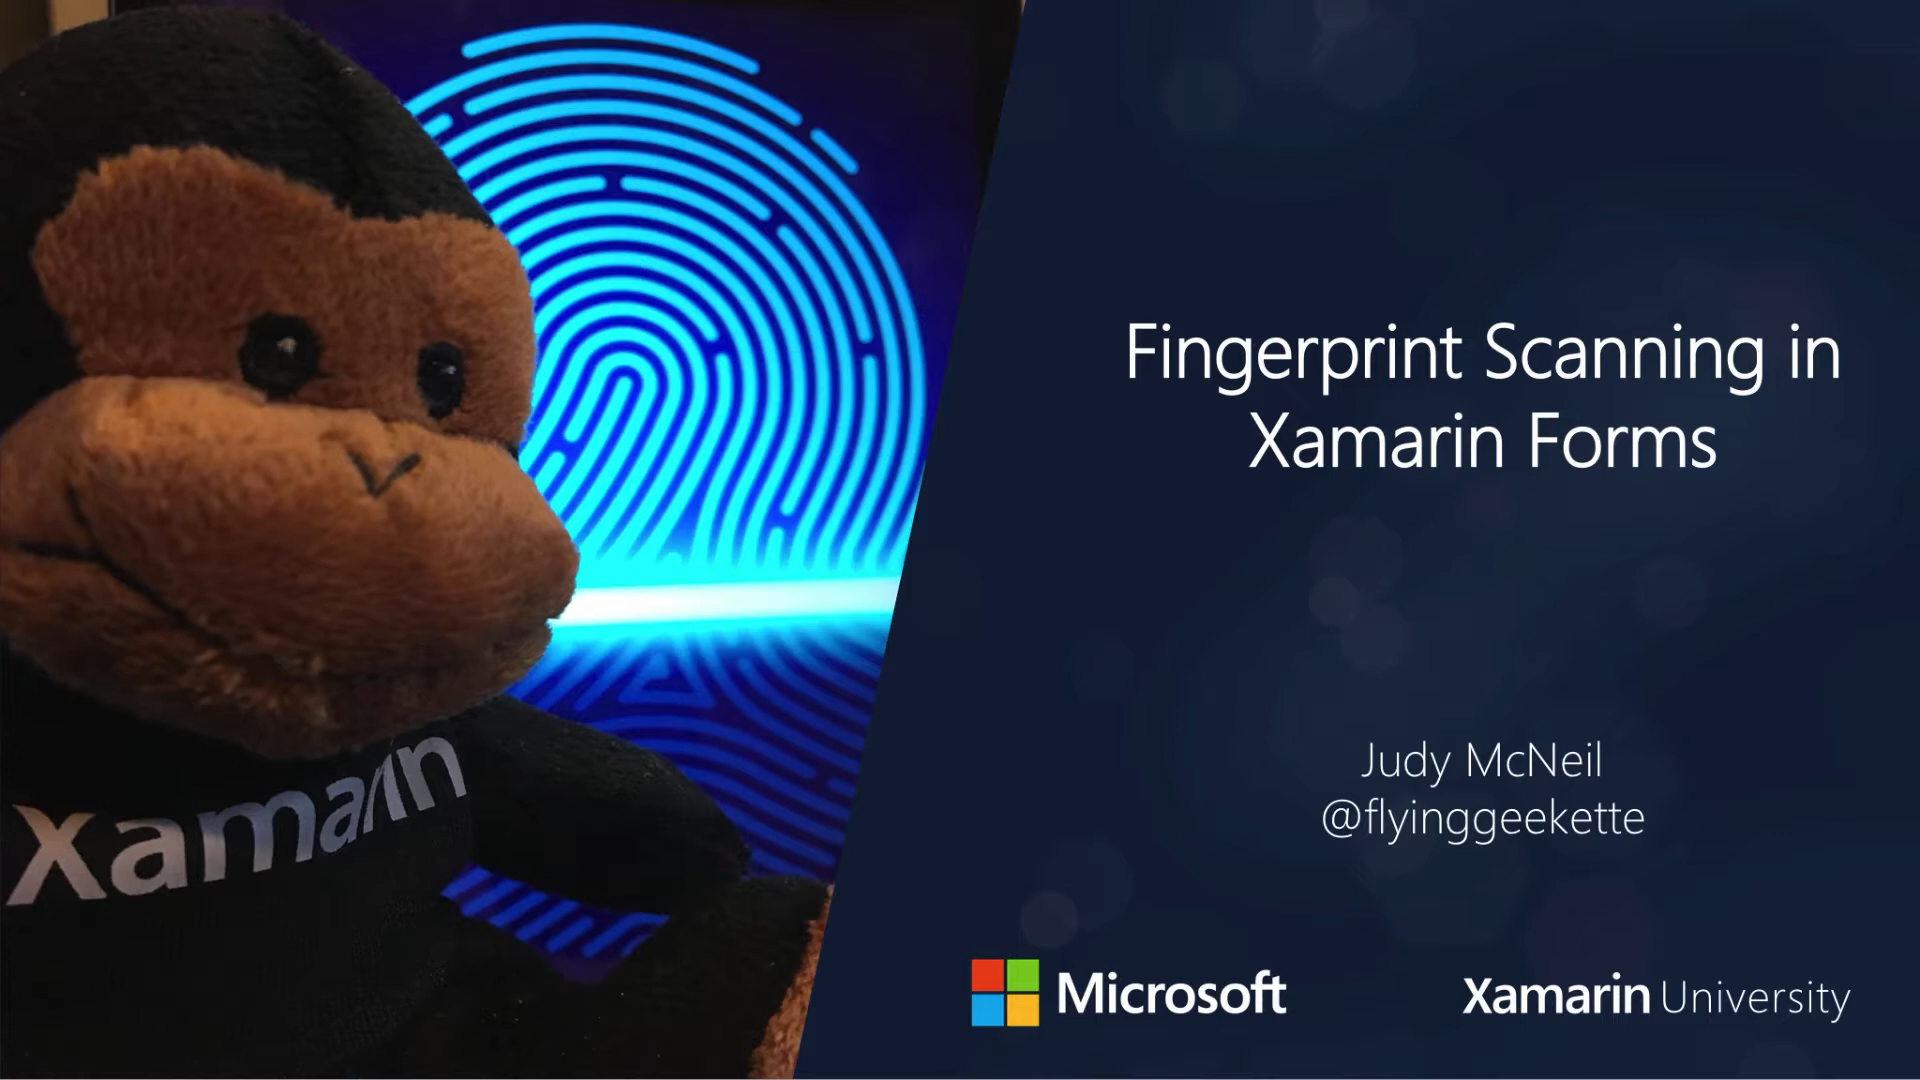 Xamarin
Fingerprint Scanning in
Xamarin Forms
Judy McNeil
@flyinggeekette
Microsoft
Xamarin University